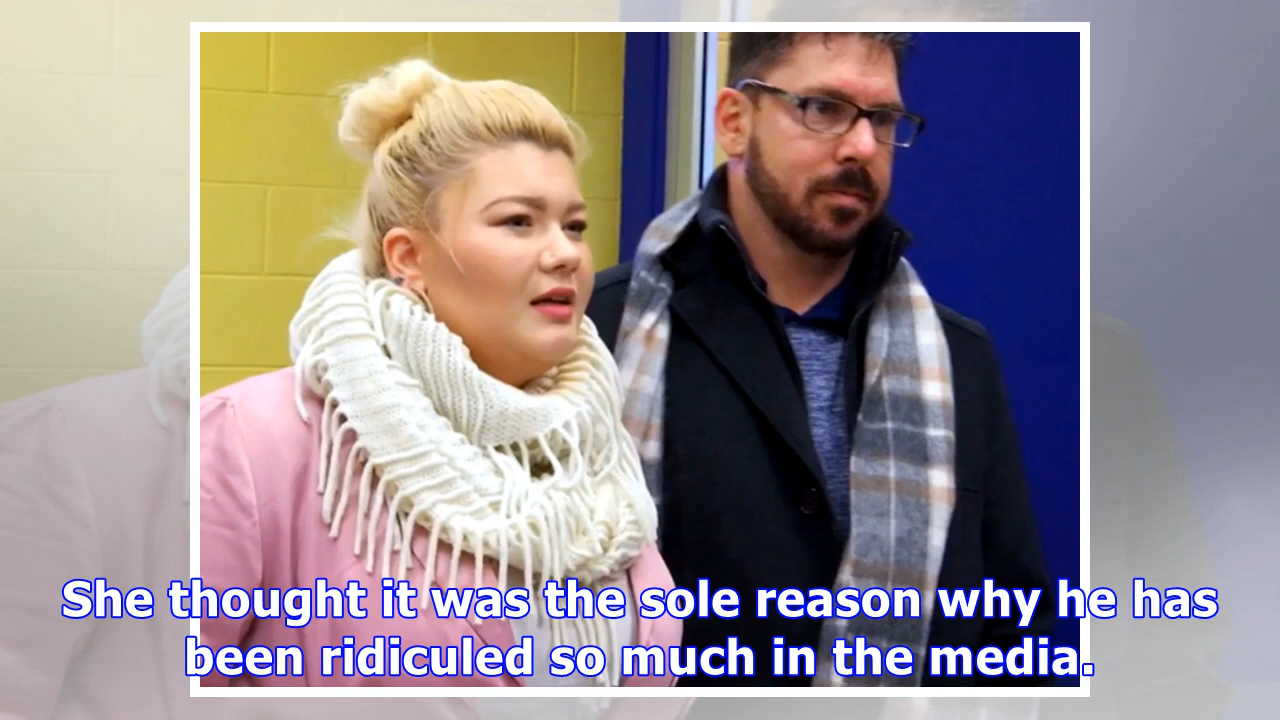 She thought it was the sole reason why he has
been ridiculed so much in the media.